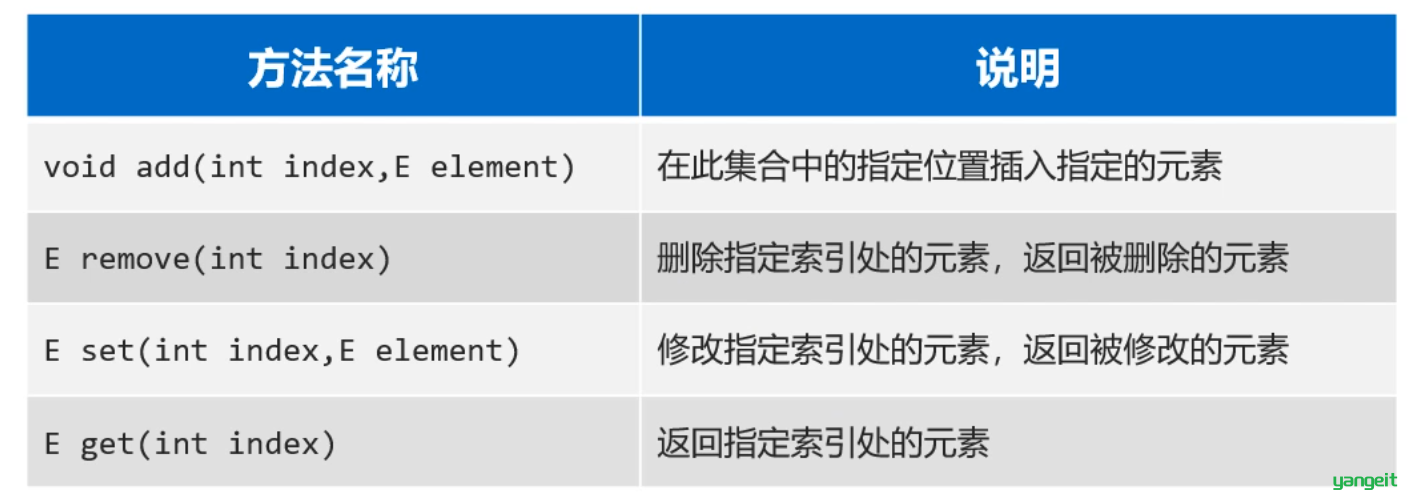 方法名称 说明
void add(int index,E element) 在此集合中的指定位置插入指定的元素
E remove(int index) 删除指定索引处的元素，返回被删除的元素
E set(int index,E element) 修改指定索引处的元素，返回被修改的元素
E get(int index) 返回指定索引处的元素
yangeit